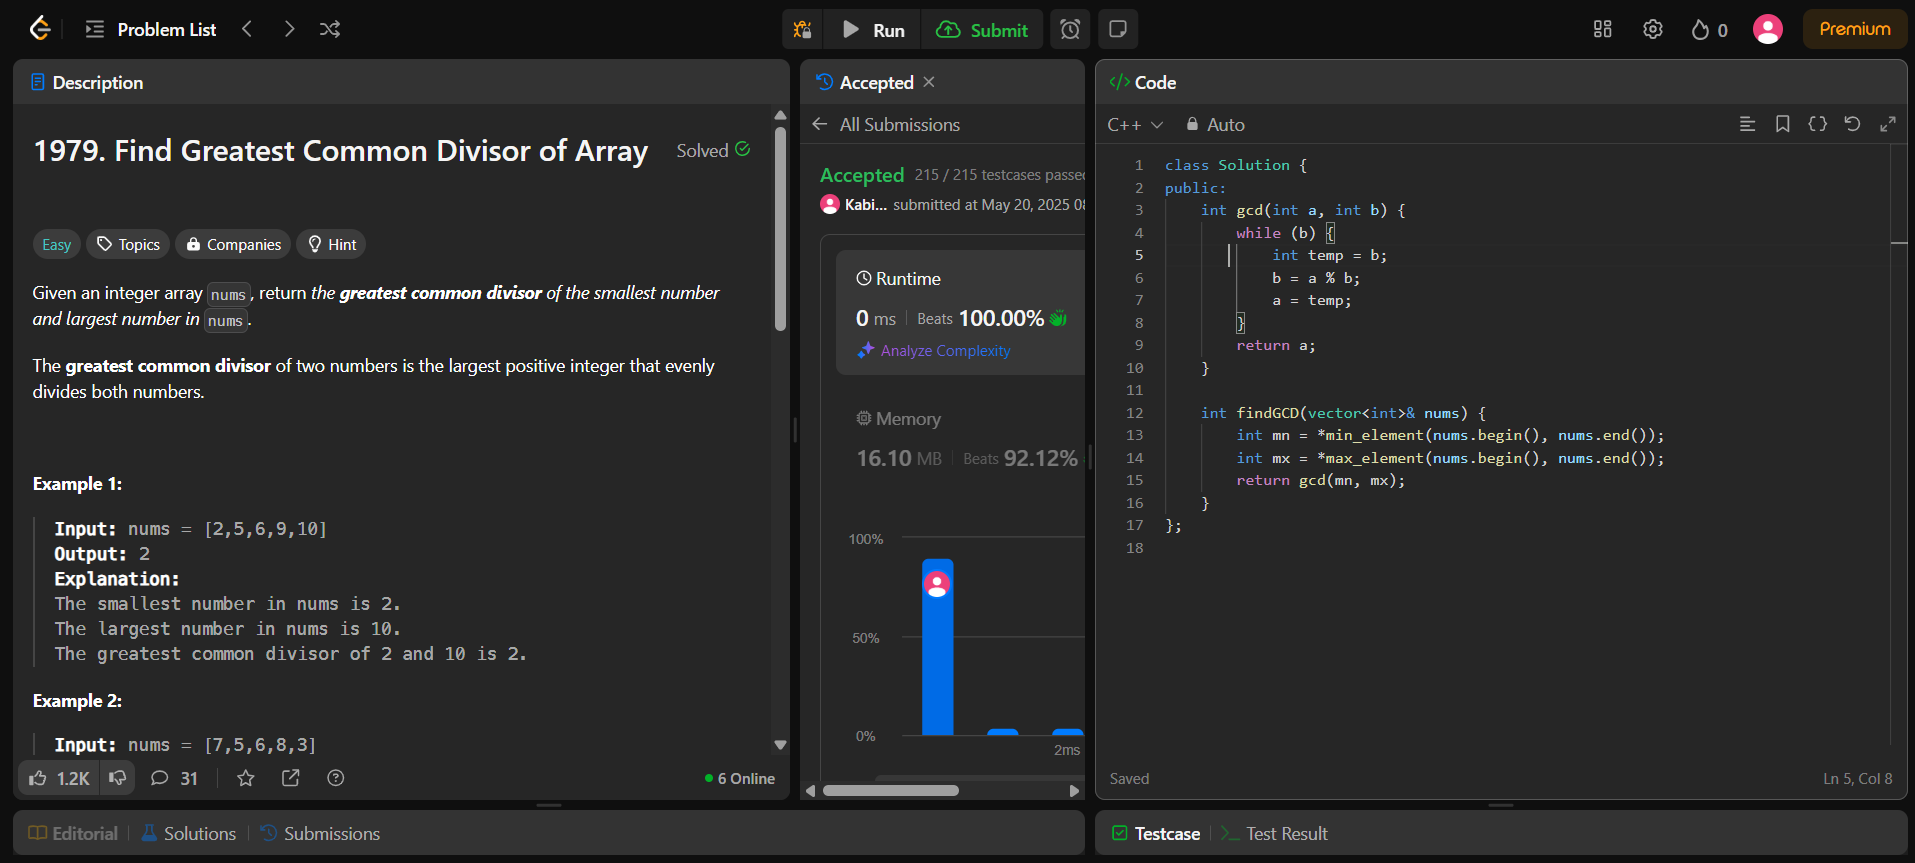 Problem List
Run
Submit
0
Premium
Description
1979. Find Greatest Common Divisor of Array
Solved
Easy
Topics
Companies
Hint
Given an integer array nums, return the greatest common divisor of the smallest number
and largest number in nums.
The greatest common divisor of two numbers is the largest positive integer that evenly
divides both numbers.
Example 1:
Input: nums = [2,5,6,9,10]
Output: 2
Explanation:
The smallest number in nums is 2.
The largest number in nums is 10.
The greatest common divisor of 2 and 10 is 2.
Example 2:
Input: nums = [7,5,6,8,3]
1.2K
31
6 Online
Editorial
Solutions
Submissions
Accepted
All Submissions
Accepted 215 / 215 testcases passed
Kabi... submitted at May 20, 2025
Runtime
0 ms Beats 100.00%
Analyze Complexity
Memory
16.10 MB Beats 92.12%
100%
50%
0%
2ms
</> Code
C++ Auto
1 class Solution {
2 public:
3 int gcd(int a, int b) {
4 while (b) {
5 int temp = b;
6 b = a % b;
7 a = temp;
8 }
9 return a;
10 }
11
12 int findGCD(vector<int>& nums) {
13 int mn = *min_element(nums.begin(), nums.end());
14 int mx = *max_element(nums.begin(), nums.end());
15 return gcd(mn, mx);
16 }
17 };
18
Saved
Ln 5, Col 8
Testcase
Test Result